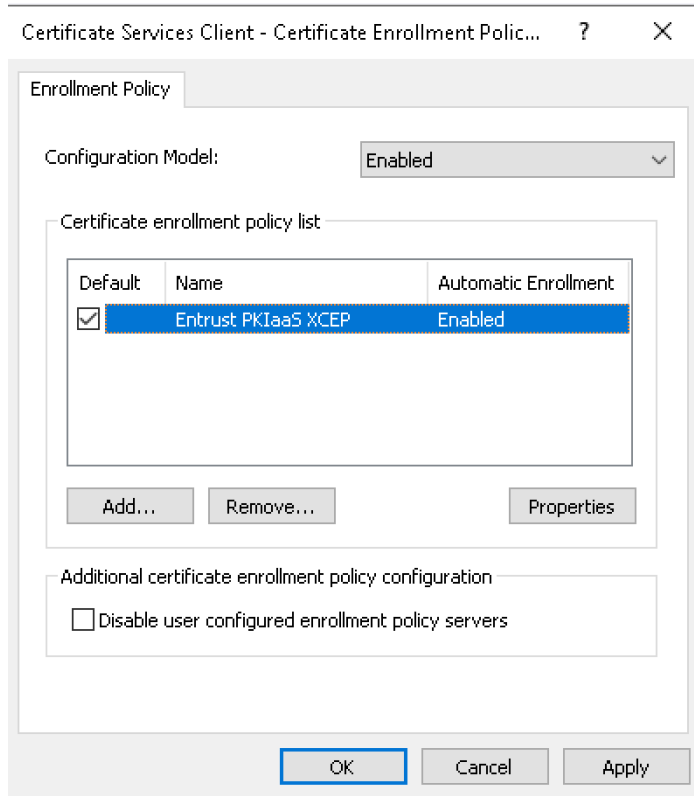 Certificate Services Client - Certificate Enrollment Polic... ?
Enrollment Policy
Configuration Model: Enabled
Certificate enrollment policy list
Default Name Automatic Enrollment
Entrust PKIaaS XCEP Enabled
Add... Remove... Properties
Additional certificate enrollment policy configuration
Disable user configured enrollment policy servers
OK Cancel Apply